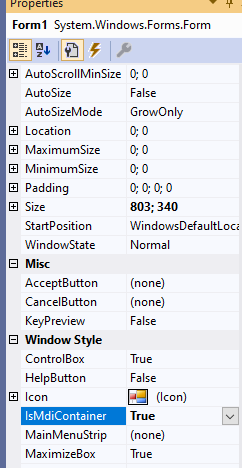 Properties
Form1 System.Windows.Forms.Form
AutoScrollMinSize 0; 0
AutoSize False
AutoSizeMode GrowOnly
Location 0; 0
MaximumSize 0; 0
MinimumSize 0; 0
Padding 0; 0; 0; 0
Size 803; 340
StartPosition WindowsDefaultLoca
WindowState Normal
Misc
AcceptButton (none)
CancelButton (none)
KeyPreview False
Window Style
ControlBox True
HelpButton False
Icon (Icon)
IsMdiContainer True
MainMenuStrip (none)
MaximizeBox True